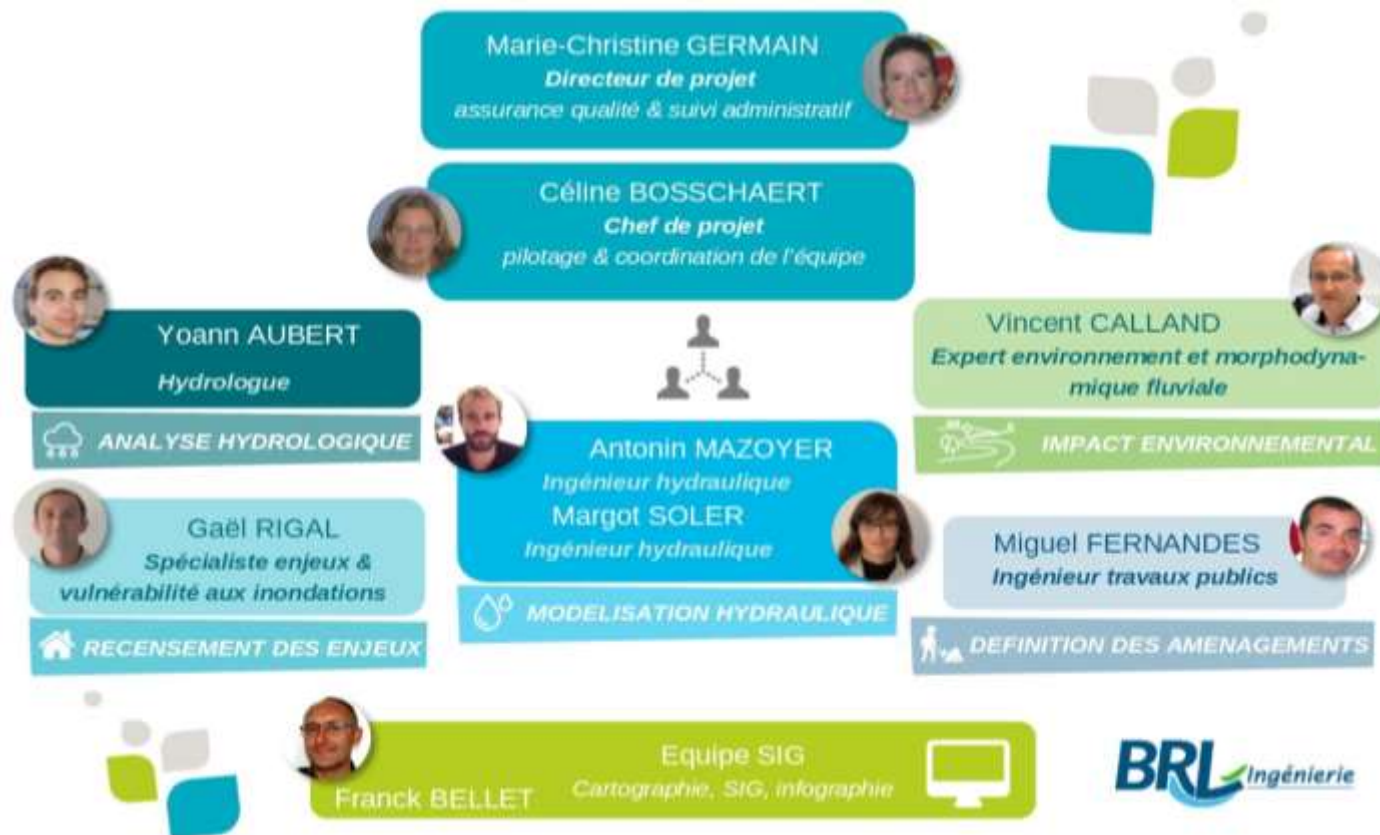 Marie-Christine GERMAIN
Directeur de projet
assurance qualité & suivi administratif
Céline BOSSCHAERT
Chef de projet
pilotage & coordination de l'équipe
Yoann AUBERT
Hydrologue
ANALYSE HYDROLOGIQUE
Vincent CALLAND
Expert environnement et morphodyna-
mique fluviale
IMPACT ENVIRONNEMENTAL
Antonin MAZOYER
Ingénieur hydraulique
Margot SOLER
Ingénieur hydraulique
MODELISATION HYDRAULIQUE
Gaël RIGAL
Spécialiste enjeux &
vulnérabilité aux inondations
RECENSEMENT DES ENJEUX
Miguel FERNANDES
Ingénieur travaux publics
DEFINITION DES AMENAGEMENTS
Equipe SIG
Cartographie, SIG, infographie
Franck BELLET
BRL Ingénierie